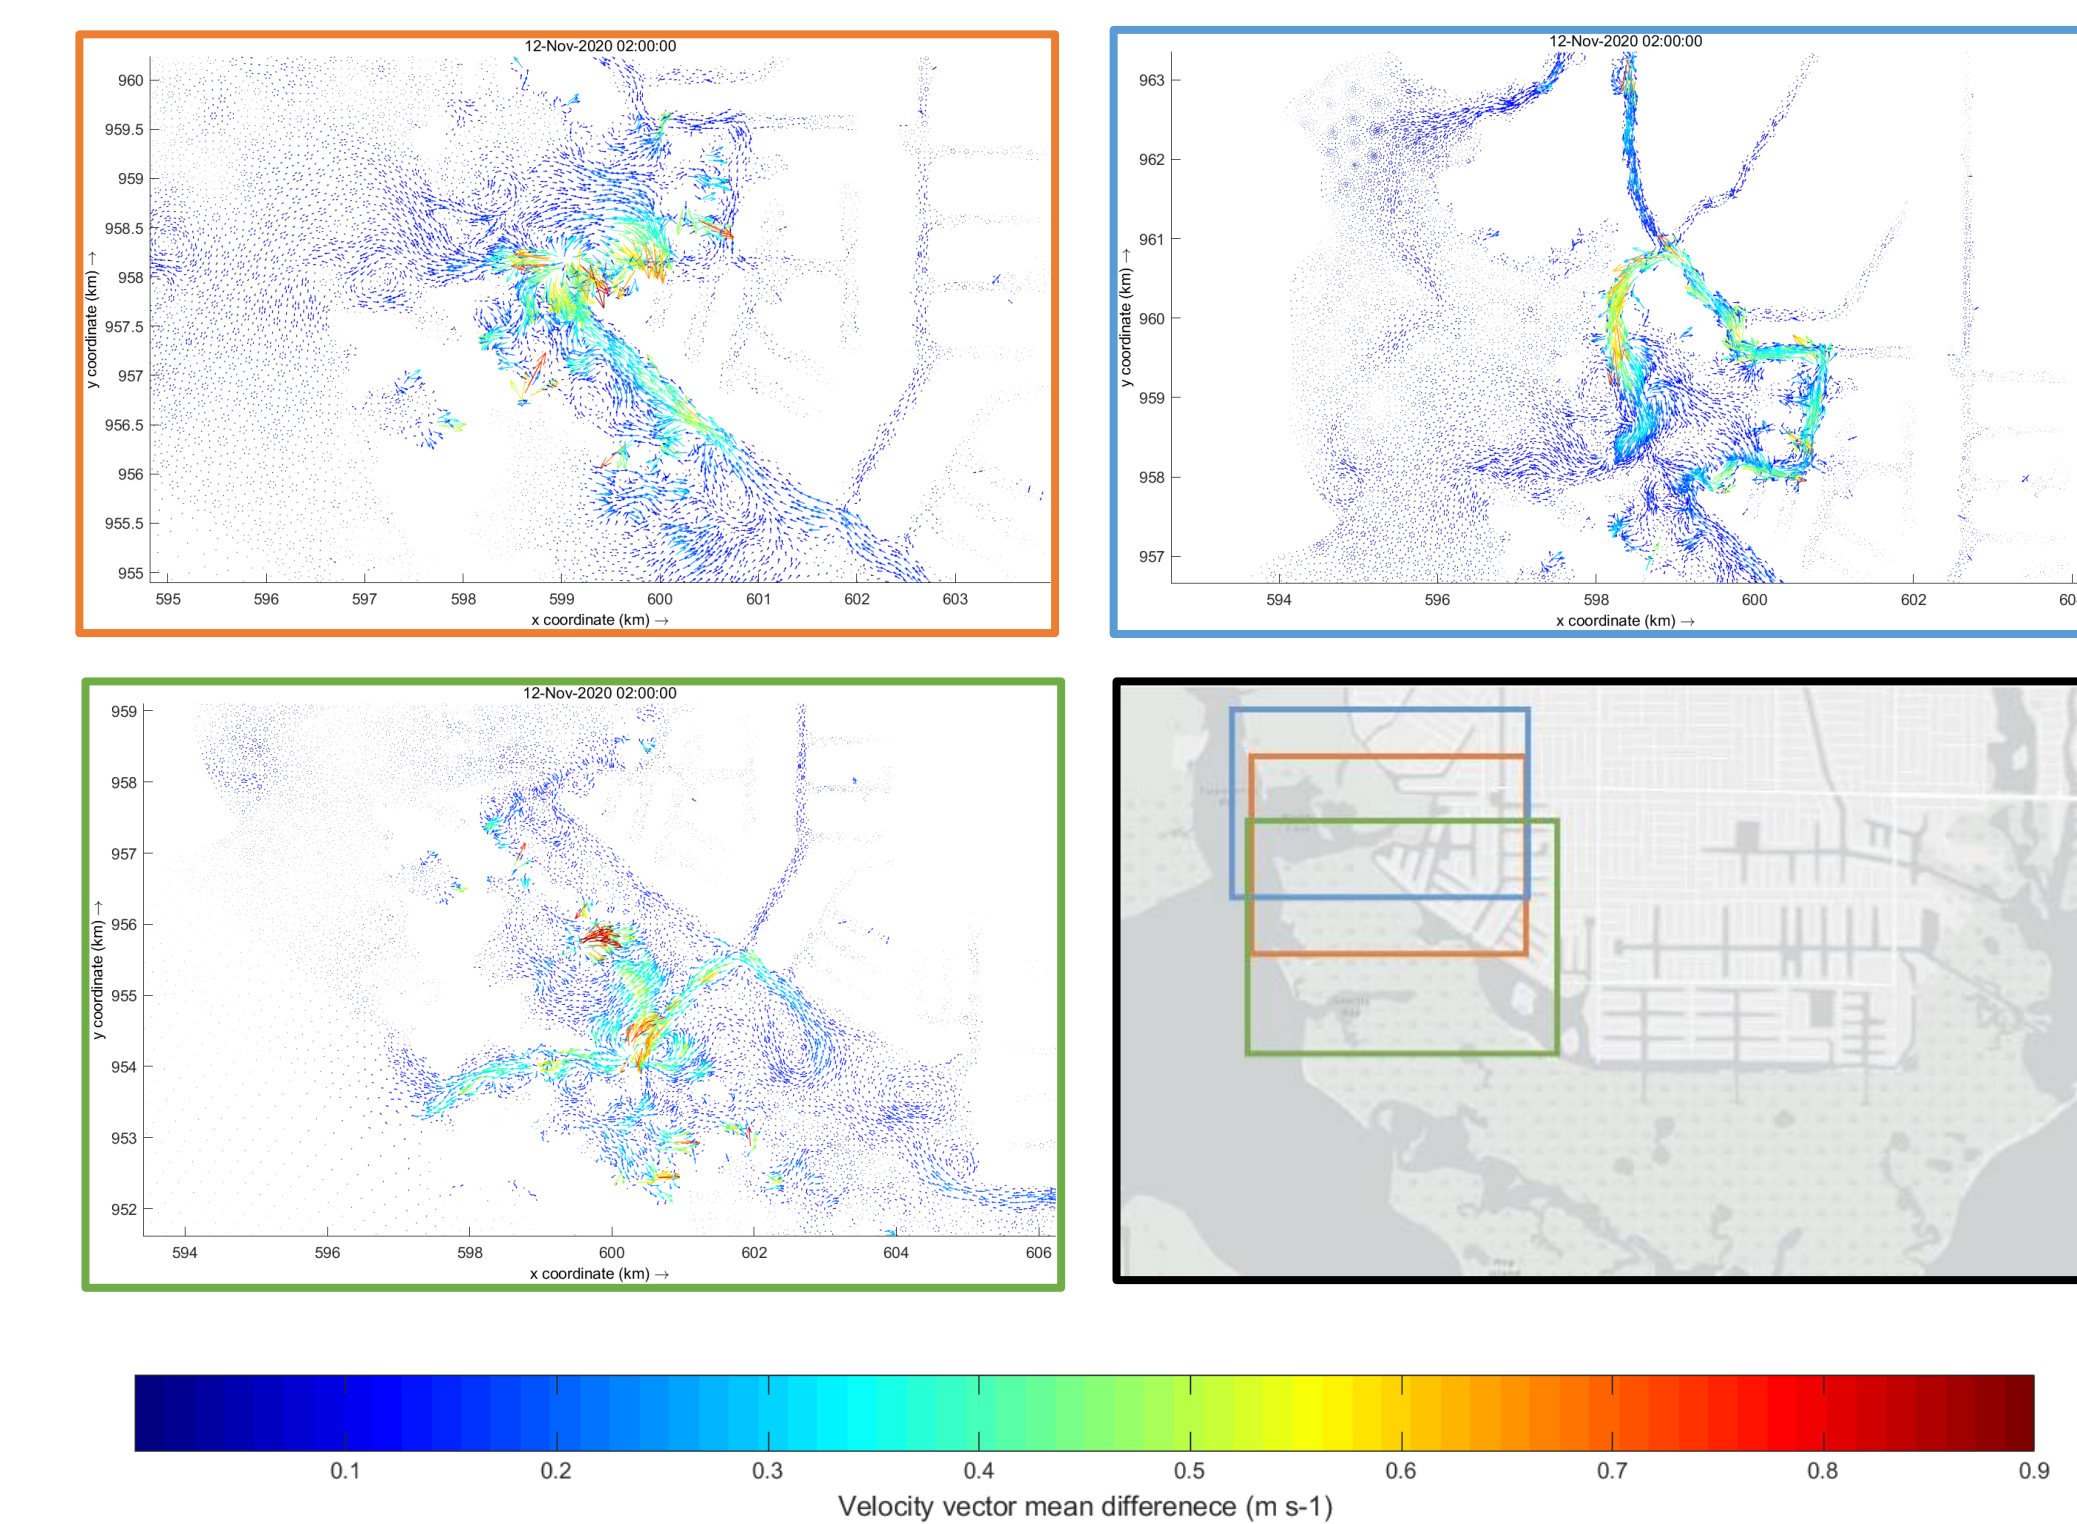 12-Nov-2020 02:00:00
960
959.5
959
958.5
958
957.5
957
956.5
956
955.5
955
y coordinate (km) →
595 596 597 598 599 600 601 602 603
x coordinate (km) →
12-Nov-2020 02:00:00
963
962
961
960
959
958
957
y coordinate (km) →
594 596 598 600 602
x coordinate (km) →
12-Nov-2020 02:00:00
959
958
957
956
955
954
953
952
y coordinate (km) →
594 596 598 600 602 604 606
x coordinate (km) →
0.1 0.2 0.3 0.4 0.5 0.6 0.7 0.8 0.9
Velocity vector mean differenece (m s-1)